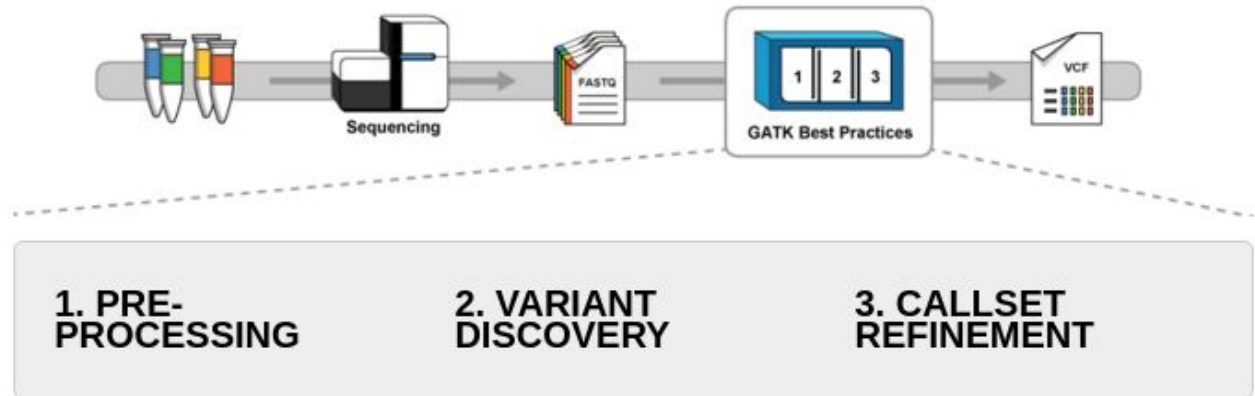 FASTQ
1 2 3
VCF
Sequencing
GATK Best Practices
1. PRE-
PROCESSING
2. VARIANT
DISCOVERY
3. CALLSET
REFINEMENT